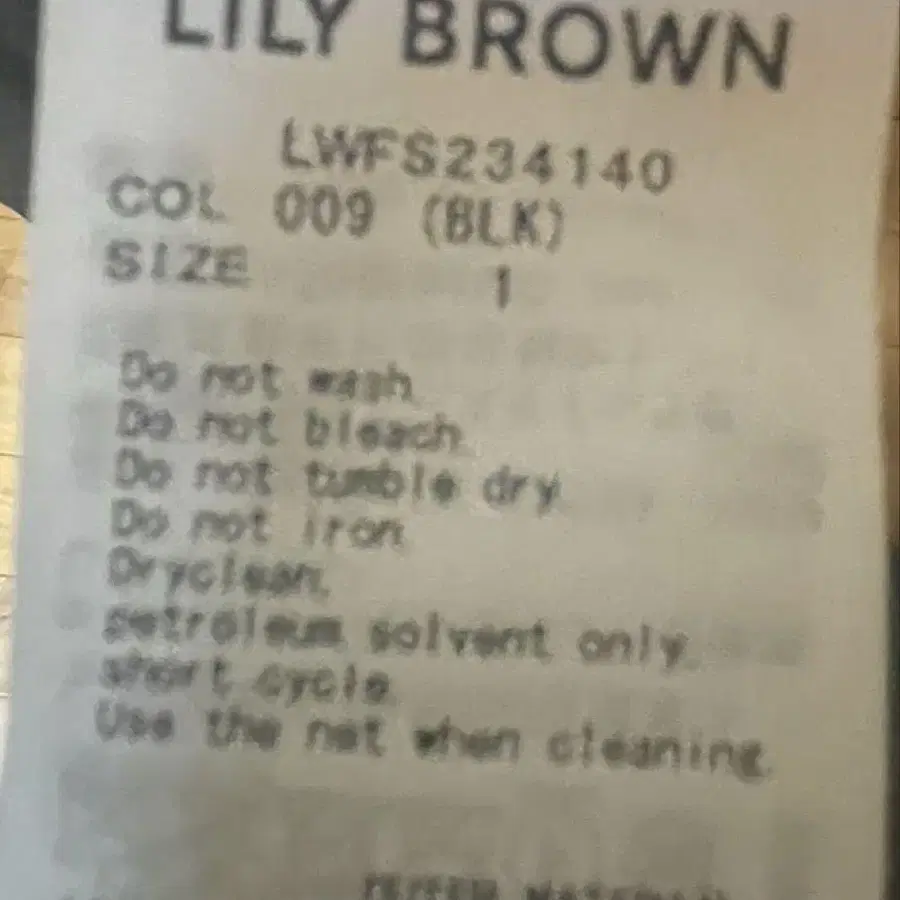 LILY BROWN
LWFS234140
COL 009 (BLK)
SIZE 1
Do not wash.
Do not bleach.
Do not tumble dry.
Do not iron.
Dryclean,
petroleum solvent only.
short cycle.
Use the net when cleaning.